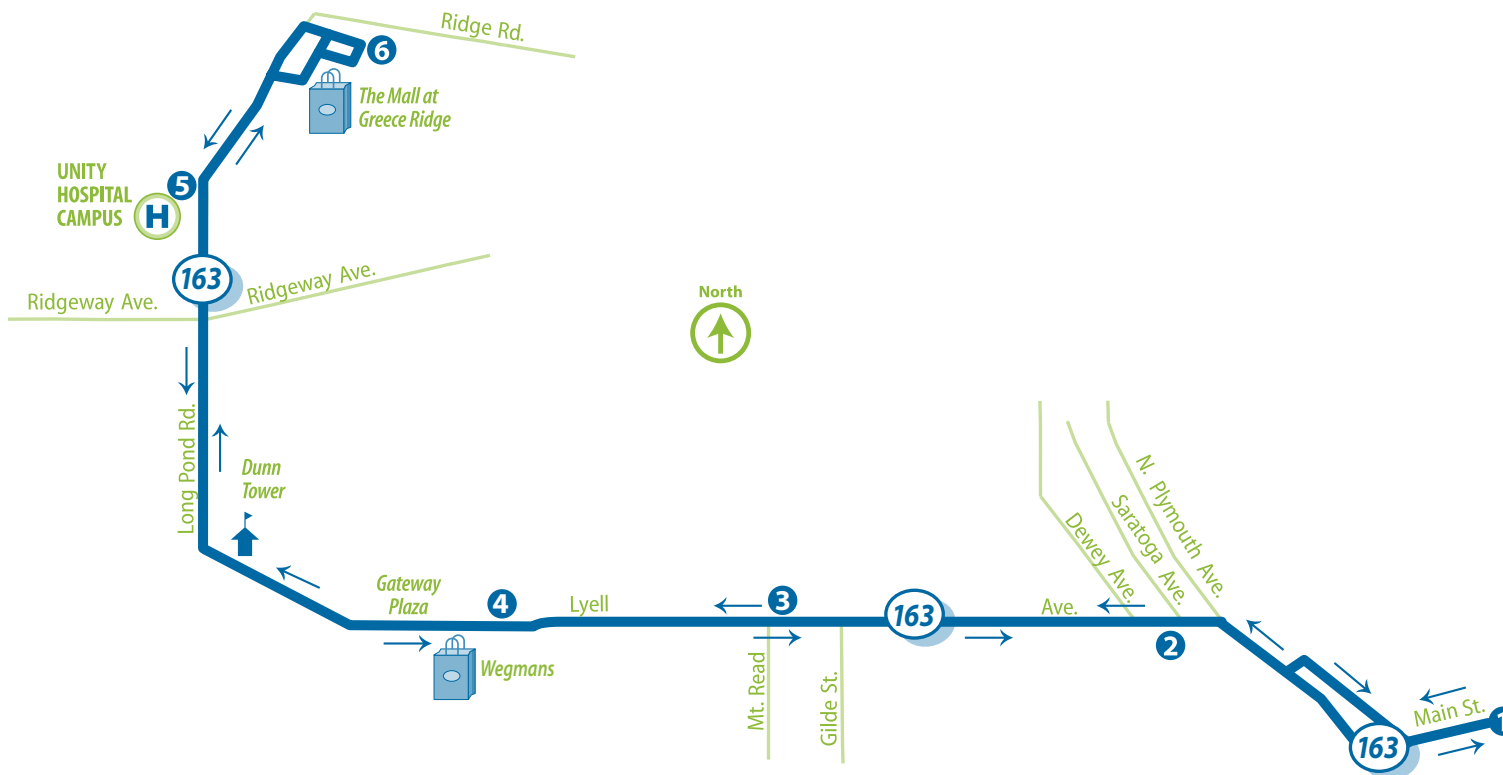 Ridge Rd.
6
The Mall at
Greece Ridge
UNITY
HOSPITAL
CAMPUS
H
5
163
Ridgeway Ave.
Ridgeway Ave.
North
Long Pond Rd.
Dunn
Tower
Gateway
Plaza
4
Lyell
3
163
Ave.
Dewey Ave.
Saratoga Ave.
N. Plymouth Ave.
2
Wegmans
Mt. Read
Gilde St.
163
Main St.
1